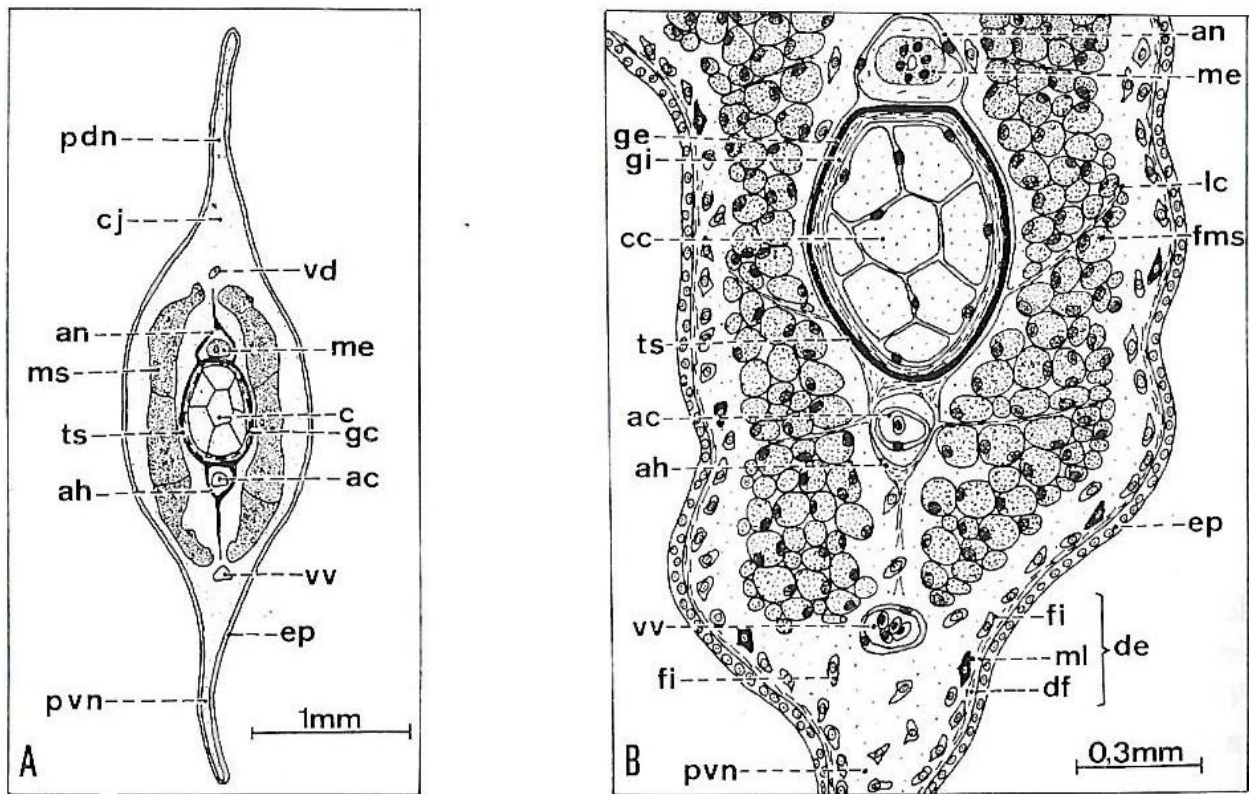 pdn
cj
vd
an
me
ms
c
ts
gc
ah
ac
vv
ep
pvn
1mm
A
an
me
ge
gi
lc
cc
fms
ts
ac
ah
ep
vv
fi
de
ml
fi
df
pvn
0,3mm
B